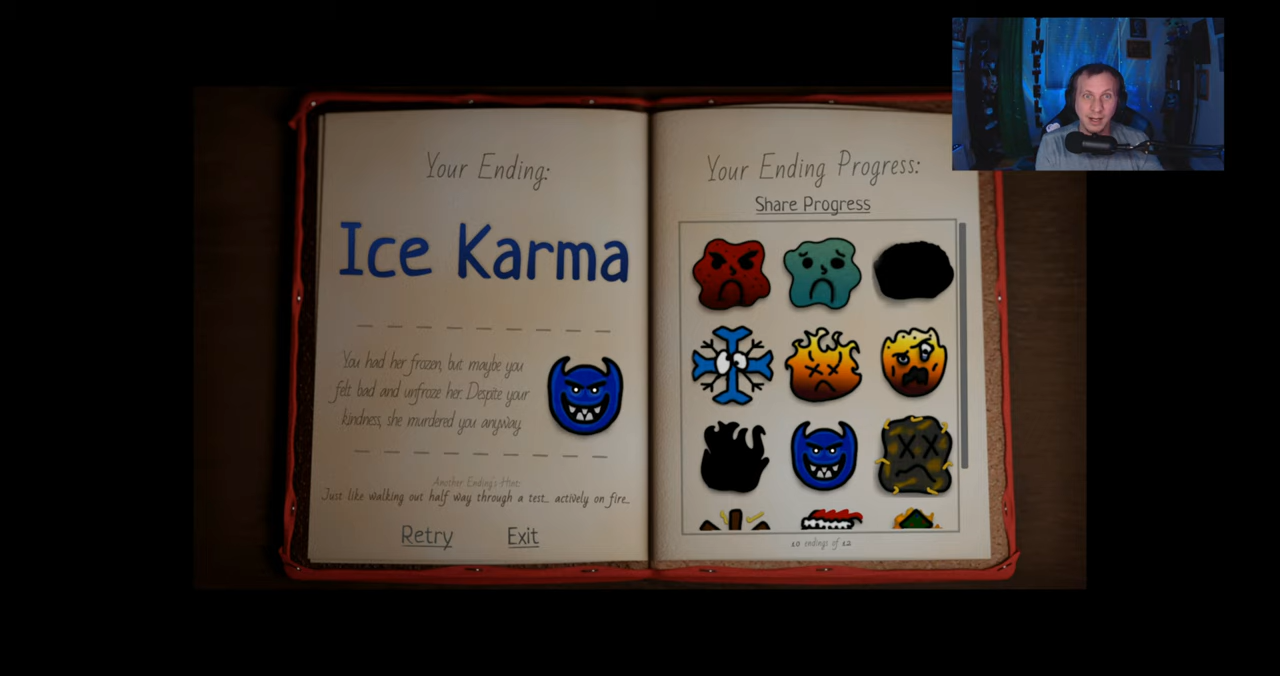 Your Ending:
Ice Karma
You had her frozen, but maybe you
felt bad and unfroze her. Despite your
kindness, she murdered you anyway.
Another Ending's Hint:
Just like walking out half way through a test... actively on fire...
Retry Exit
Your Ending Progress:
Share Progress
10 endings of 12